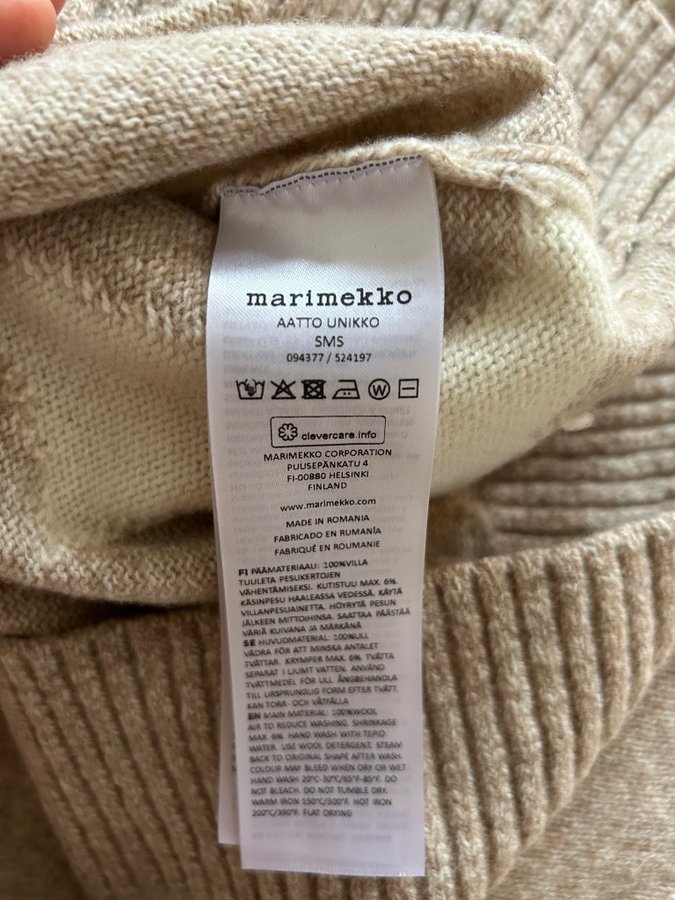 marimekko
AATTO UNIKKO
SMS
094377 / 524197
W
clevercare.info
MARIMEKKO CORPORATION
PUUSEPÄNKATU 4
FI-00880 HELSINKI
FINLAND
www.marimekko.com
MADE IN ROMANIA
FABRICADO EN RUMANÍA
FABRIQUÉ EN ROUMANIE
FI PÄÄMATERIAALI: 100%VILLA
TUULETA PESUKERTOJEN
VÄHENTÄMISEKSI. KUTISTUU MAX. 6%
KÄSINPESU HAALEASSA VEDESSÄ. KÄYTÄ
VILLANPESUAINETTA. HÖYRYTÄ PESUN
JÄLKEEN MITTOIHINSA. SAATTAA PÄÄSTÄÄ
VÄRIÄ KUIVANA JA MÄRKÄNÄ
SE HUVUDMATERIAL: 100%ULL
VÄDRA FÖR ATT MINSKA ANTALET
TVÄTTAR. KRYMPER MAX. 6%. TVÄTTA
SEPARAT I LJUMT VATTEN. ANVÄND
TVÄTTMEDEL FÖR ULL. ÅNGBEHANDLA
TILL URSPRUNGLIG FORM EFTER TVÄTT.
KAN TORR- OCH VÅTFÄLLA
EN MAIN MATERIAL: 100%WOOL
AIR TO REDUCE WASHING. SHRINKAGE
MAX. 6%. HAND WASH WITH TEPID
WATER. USE WOOL DETERGENT. STEAM
BACK TO ORIGINAL SHAPE AFTER WASH.
COLOUR MAY BLEED WHEN DRY OR WET
HAND WASH 20°C-30°C/65°F-85°F. DO
NOT BLEACH. DO NOT TUMBLE DRY.
WARM IRON 150°C/300°F. HOT IRON
200°C/390°F. FLAT DRYING